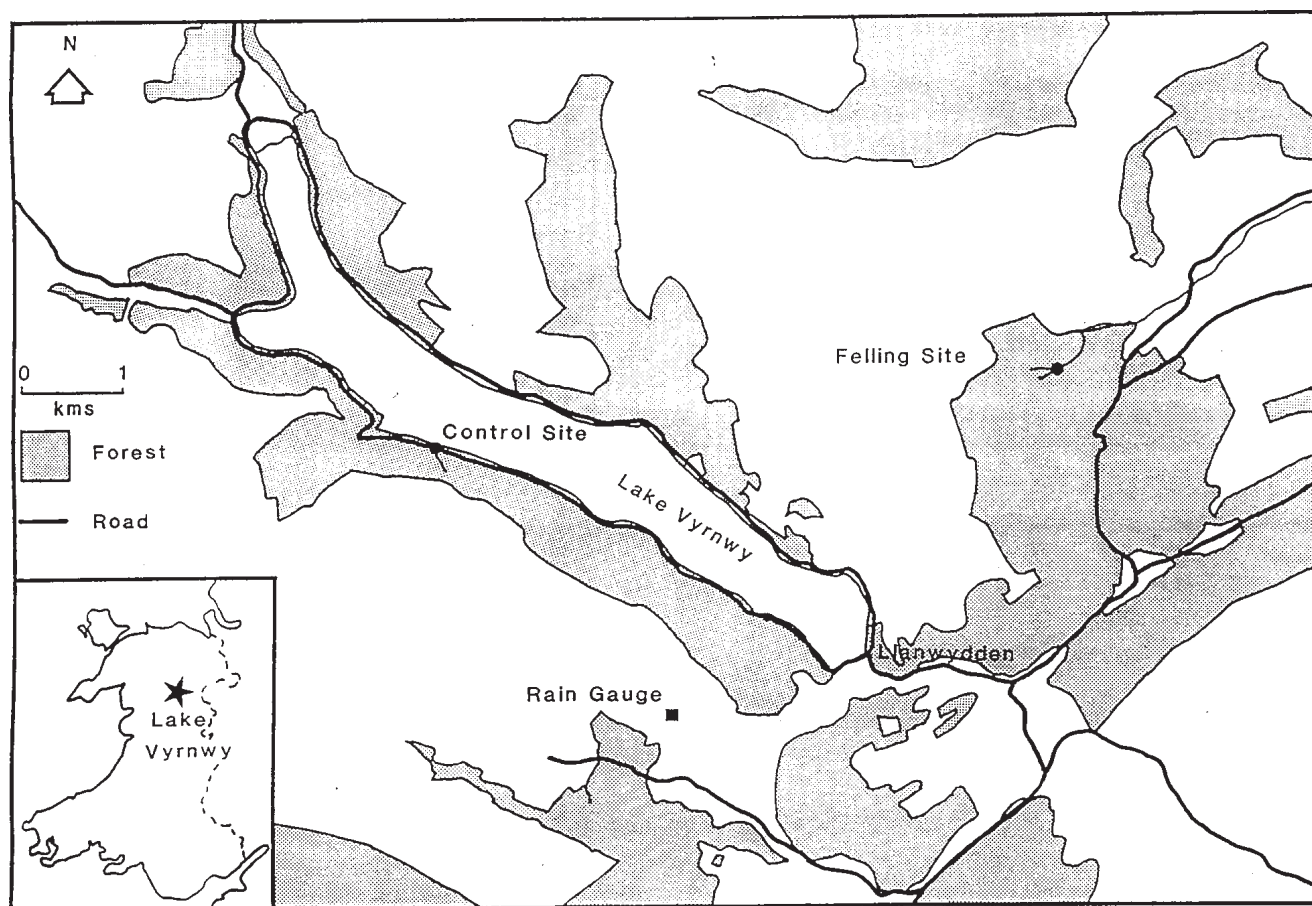 N
Felling Site
0 1
kms
Control Site
Forest
Lake Vyrnwy
Road
Llanwydden
Rain Gauge
Lake
Vyrnwy